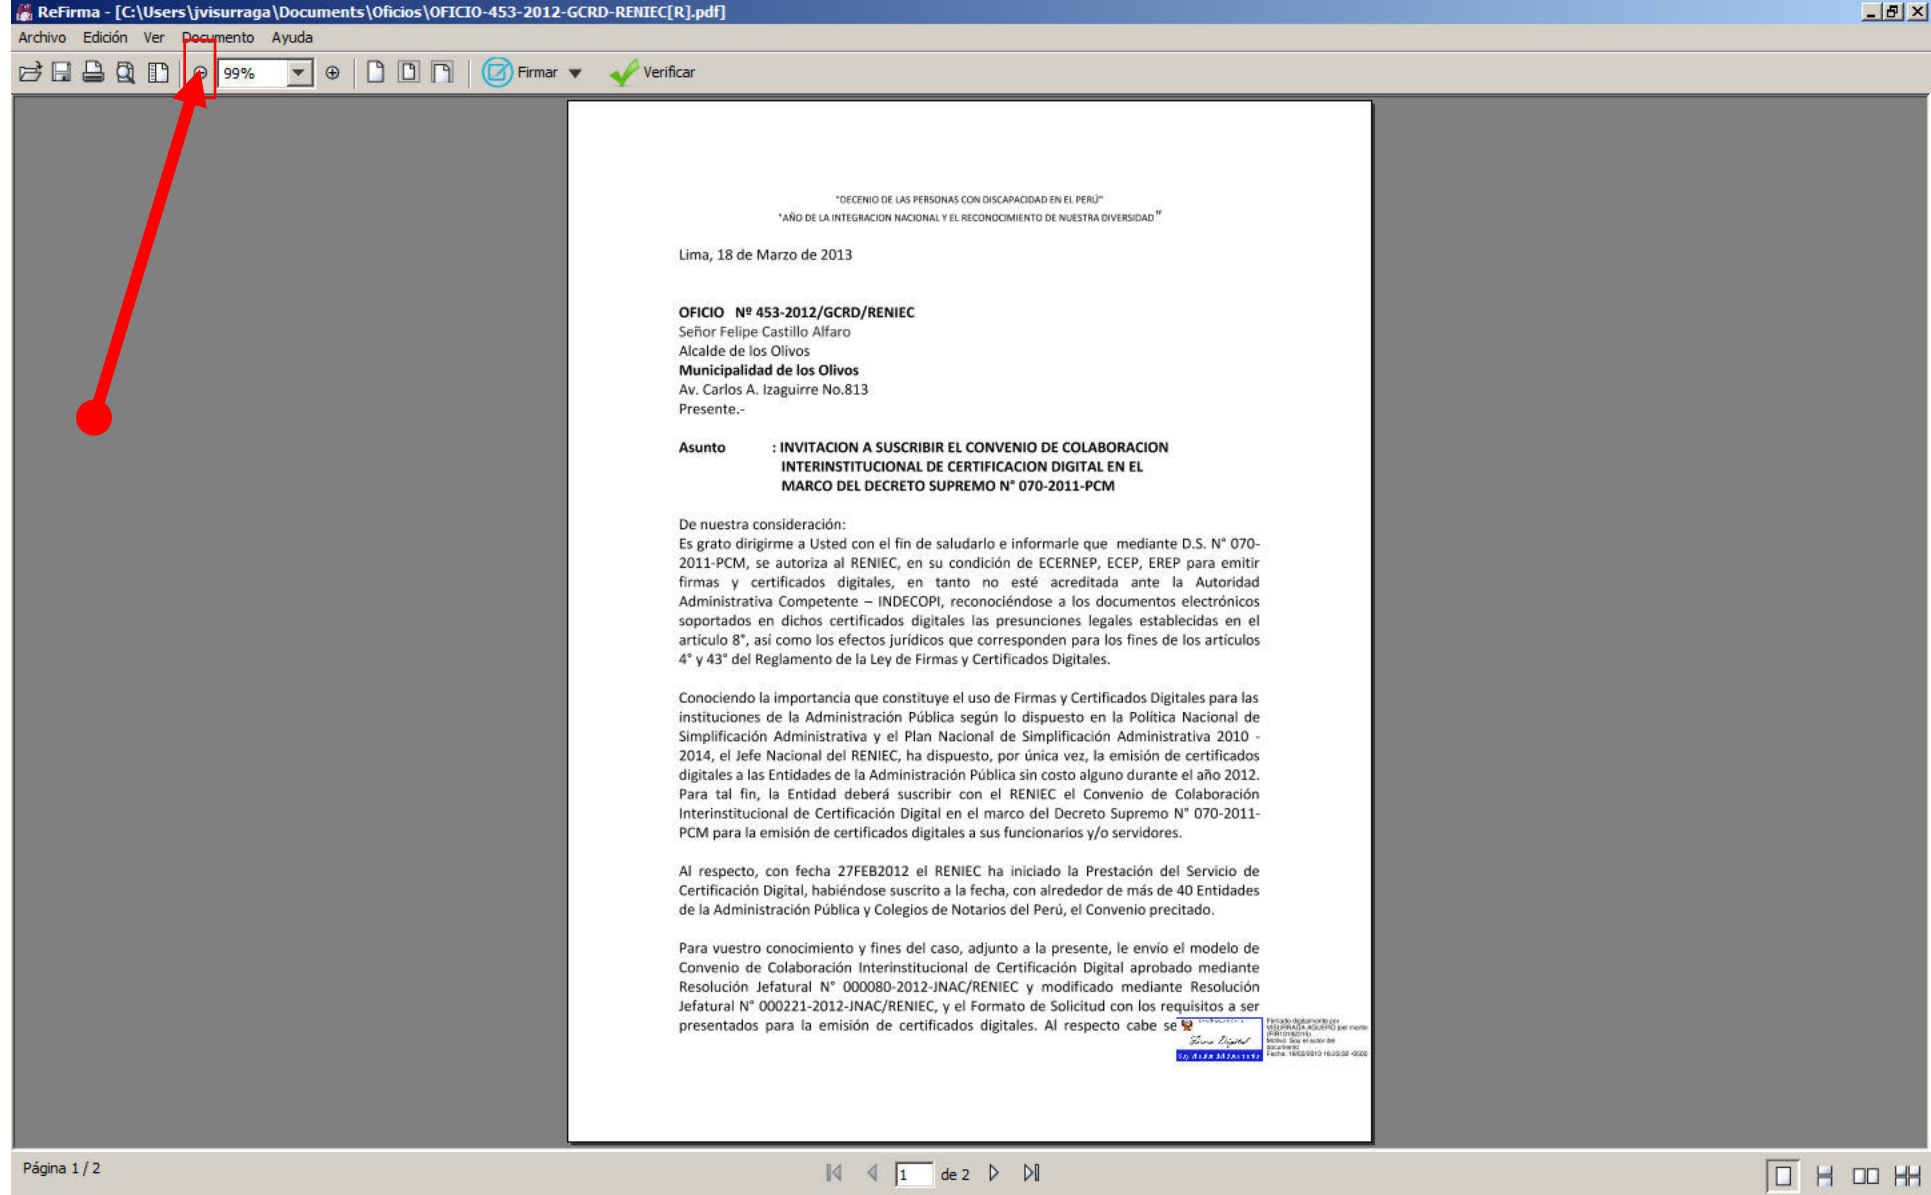 ReFirma - [C:\Users\jvisurraga\Documents\Oficios\OFICIO-453-2012-GCRD-RENIEC[R].pdf]
Archivo Edición Ver Documento Ayuda
99% Firmar Verificar
"DECENIO DE LAS PERSONAS CON DISCAPACIDAD EN EL PERÚ"
"AÑO DE LA INTEGRACION NACIONAL Y EL RECONOCIMIENTO DE NUESTRA DIVERSIDAD"
Lima, 18 de Marzo de 2013
OFICIO Nº 453-2012/GCRD/RENIEC
Señor Felipe Castillo Alfaro
Alcalde de los Olivos
Municipalidad de los Olivos
Av. Carlos A. Izaguirre No.813
Presente.-
Asunto : INVITACION A SUSCRIBIR EL CONVENIO DE COLABORACION
INTERINSTITUCIONAL DE CERTIFICACION DIGITAL EN EL
MARCO DEL DECRETO SUPREMO N° 070-2011-PCM
De nuestra consideración:
Es grato dirigirme a Usted con el fin de saludarlo e informarle que mediante D.S. N° 070-
2011-PCM, se autoriza al RENIEC, en su condición de ECERNEP, ECEP, EREP para emitir
firmas y certificados digitales, en tanto no esté acreditada ante la Autoridad
Administrativa Competente – INDECOPI, reconociéndose a los documentos electrónicos
soportados en dichos certificados digitales las presunciones legales establecidas en el
artículo 8°, así como los efectos jurídicos que corresponden para los fines de los artículos
4° y 43° del Reglamento de la Ley de Firmas y Certificados Digitales.
Conociendo la importancia que constituye el uso de Firmas y Certificados Digitales para las
instituciones de la Administración Pública según lo dispuesto en la Política Nacional de
Simplificación Administrativa y el Plan Nacional de Simplificación Administrativa 2010 -
2014, el Jefe Nacional del RENIEC, ha dispuesto, por única vez, la emisión de certificados
digitales a las Entidades de la Administración Pública sin costo alguno durante el año 2012.
Para tal fin, la Entidad deberá suscribir con el RENIEC el Convenio de Colaboración
Interinstitucional de Certificación Digital en el marco del Decreto Supremo N° 070-2011-
PCM para la emisión de certificados digitales a sus funcionarios y/o servidores.
Al respecto, con fecha 27FEB2012 el RENIEC ha iniciado la Prestación del Servicio de
Certificación Digital, habiéndose suscrito a la fecha, con alrededor de más de 40 Entidades
de la Administración Pública y Colegios de Notarios del Perú, el Convenio precitado.
Para vuestro conocimiento y fines del caso, adjunto a la presente, le envío el modelo de
Convenio de Colaboración Interinstitucional de Certificación Digital aprobado mediante
Resolución Jefatural N° 000080-2012-JNAC/RENIEC y modificado mediante Resolución
Jefatural N° 000221-2012-JNAC/RENIEC, y el Formato de Solicitud con los requisitos a ser
presentados para la emisión de certificados digitales. Al respecto cabe se
Firma Digital
Firmado digitalmente por
VISURRAGA AGUERO joel martin
Motivo: Soy el autor del
documento
Página 1 / 2
1 de 2